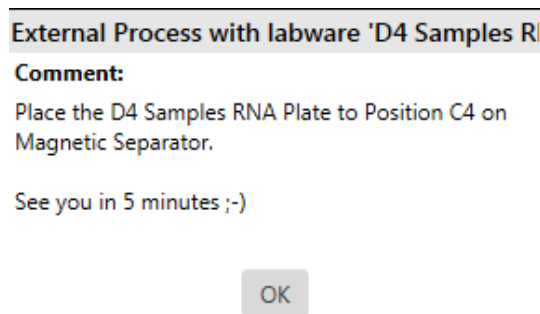 External Process with labware 'D4 Samples R
Comment:
Place the D4 Samples RNA Plate to Position C4 on
Magnetic Separator.
See you in 5 minutes ;-)
OK